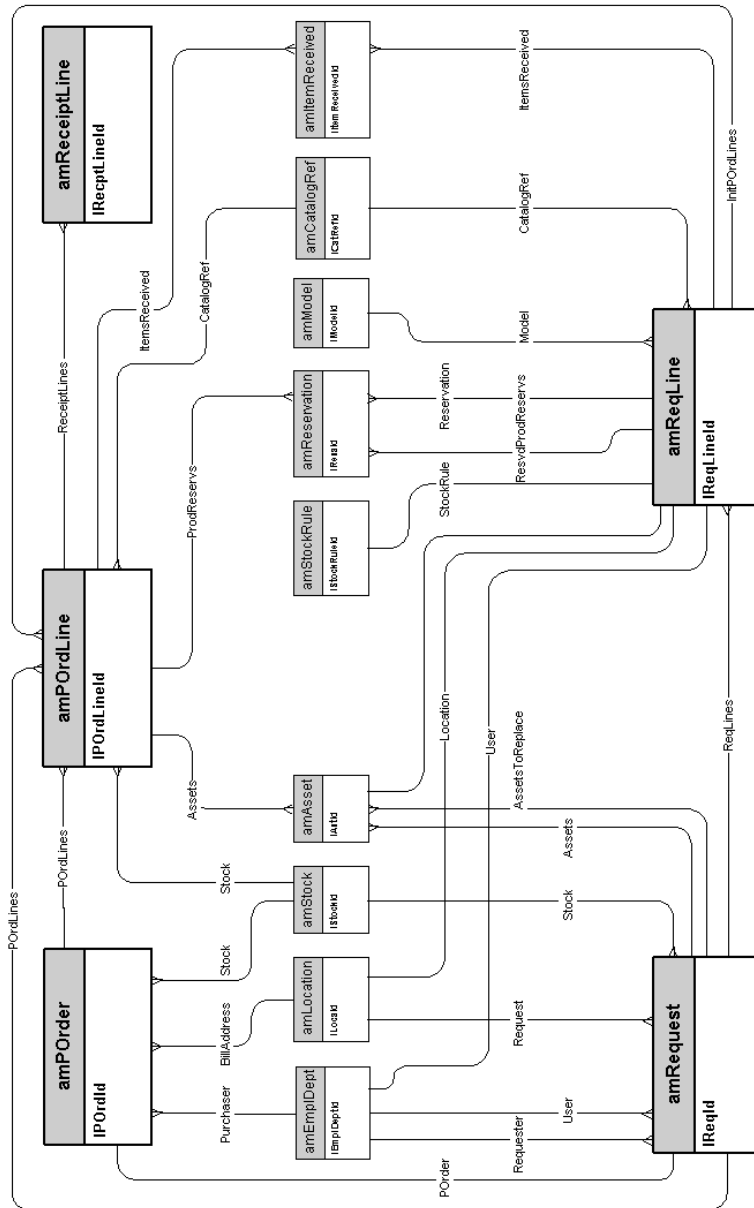 POrdLines
amPOrder
lPOrdId
POrdLines
amPOrdLine
lPOrdLineId
ReceiptLines
amReceiptLine
lRecptLineId
ItemsReceived
Assets
ProdReservs
CatalogRef
Purchaser
BillAddress
Stock
Stock
amEmplDept
lEmplDeptId
amLocation
lLocaId
amStock
lStockId
amAsset
lAstId
amStockRule
lStockRuleId
amReservation
lResId
amModel
lModelId
amCatalogRef
lCatRefId
amItemReceived
lItemReceivedId
POrder
Requester
User
Request
Stock
Assets
AssetsToReplace
User
Location
StockRule
ResvdProdReservs
Reservation
Model
CatalogRef
ItemsReceived
amRequest
lReqId
ReqLines
amReqLine
lReqLineId
InitPOrdLines